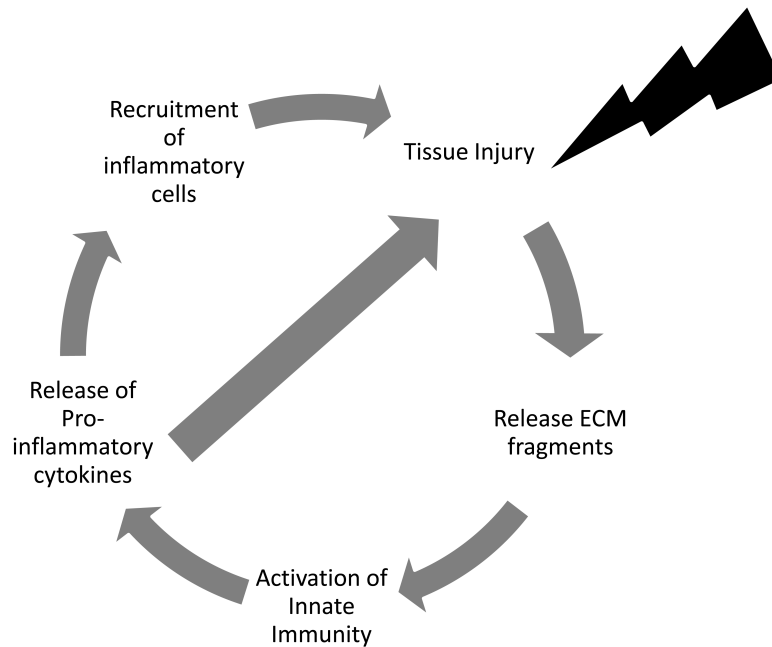 Recruitment
of
inflammatory
cells
Tissue Injury
Release ECM
fragments
Activation of
Innate
Immunity
Release of
Pro-
inflammatory
cytokines